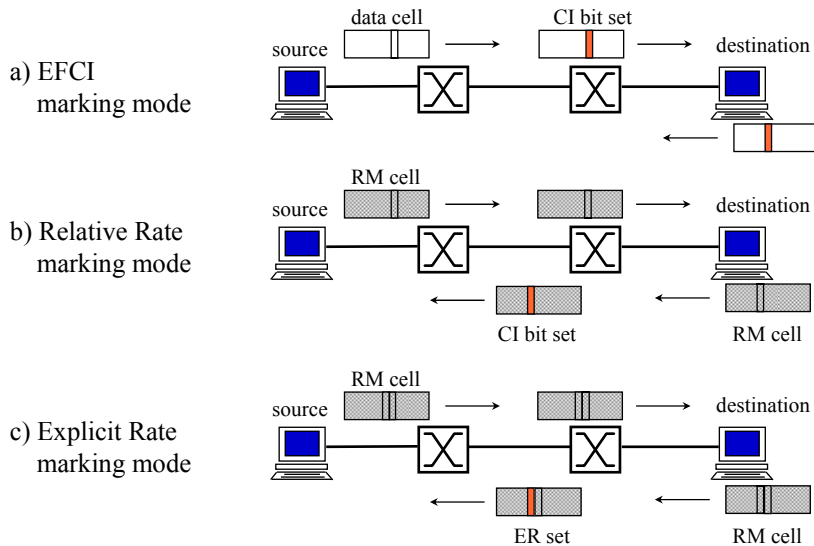 data cell
CI bit set
source
destination
a) EFCI
marking mode
RM cell
source
destination
b) Relative Rate
marking mode
CI bit set
RM cell
RM cell
source
destination
c) Explicit Rate
marking mode
ER set
RM cell